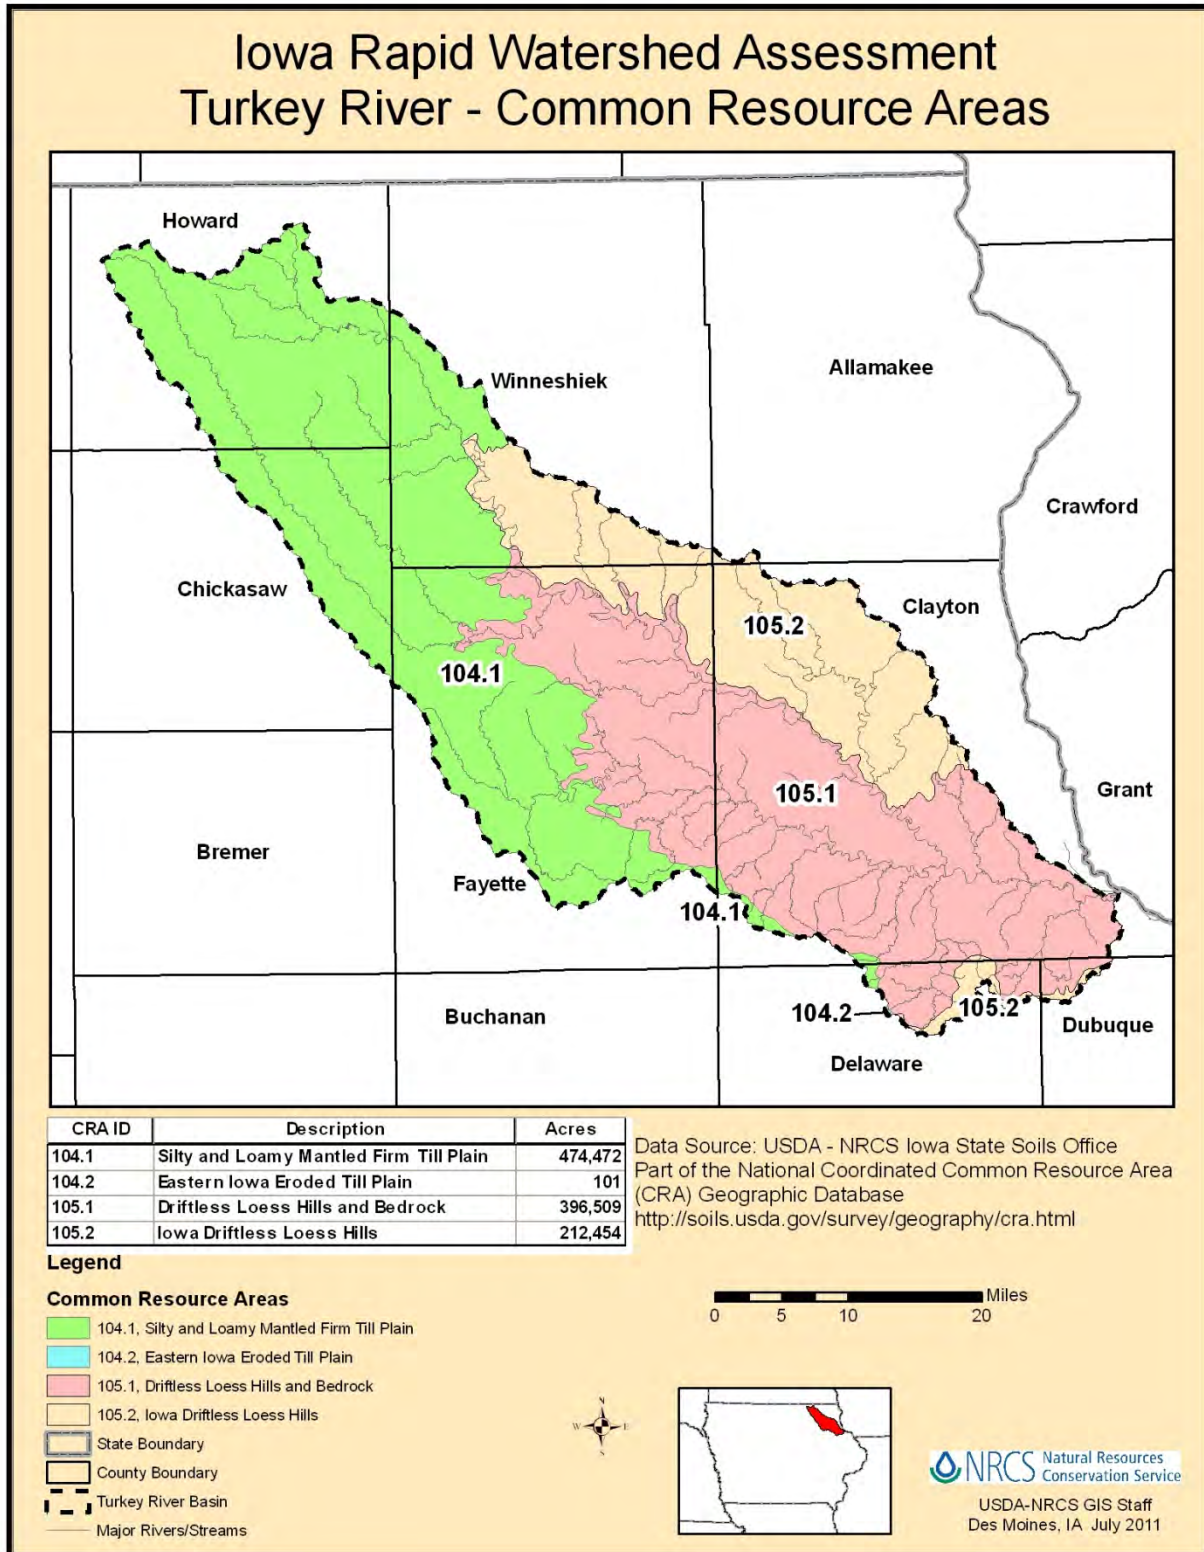 Iowa Rapid Watershed Assessment
Turkey River - Common Resource Areas
Howard
Winneshiek
Allamakee
Crawford
Chickasaw
Clayton
105.2
104.1
105.1
Grant
Bremer
Fayette
104.1
104.2
105.2
Buchanan
Dubuque
Delaware
CRA ID Description Acres
104.1 Silty and Loamy Mantled Firm Till Plain 474,472
104.2 Eastern Iowa Eroded Till Plain 101
105.1 Driftless Loess Hills and Bedrock 396,509
105.2 Iowa Driftless Loess Hills 212,454
Data Source: USDA - NRCS Iowa State Soils Office
Part of the National Coordinated Common Resource Area
(CRA) Geographic Database
http://soils.usda.gov/survey/geography/cra.html
Legend
Common Resource Areas
104.1, Silty and Loamy Mantled Firm Till Plain
104.2, Eastern Iowa Eroded Till Plain
105.1, Driftless Loess Hills and Bedrock
105.2, Iowa Driftless Loess Hills
State Boundary
County Boundary
Turkey River Basin
Major Rivers/Streams
Miles
0 5 10 20
N
W E
S
NRCS Natural Resources
Conservation Service
USDA-NRCS GIS Staff
Des Moines, IA July 2011